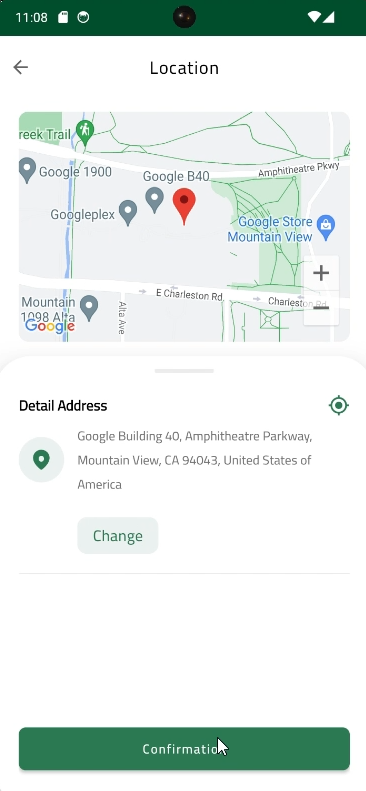 11:08
Location
reek Trail
Amphitheatre Pkwy
Google 1900
Google B40
Googleplex
Google Store
Mountain View
E Charleston Rd
Charleston Rd
Mountain
1098 Alta
Alta Ave
Google
+
−
Detail Address
Google Building 40, Amphitheatre Parkway,
Mountain View, CA 94043, United States of
America
Change
Confirmation